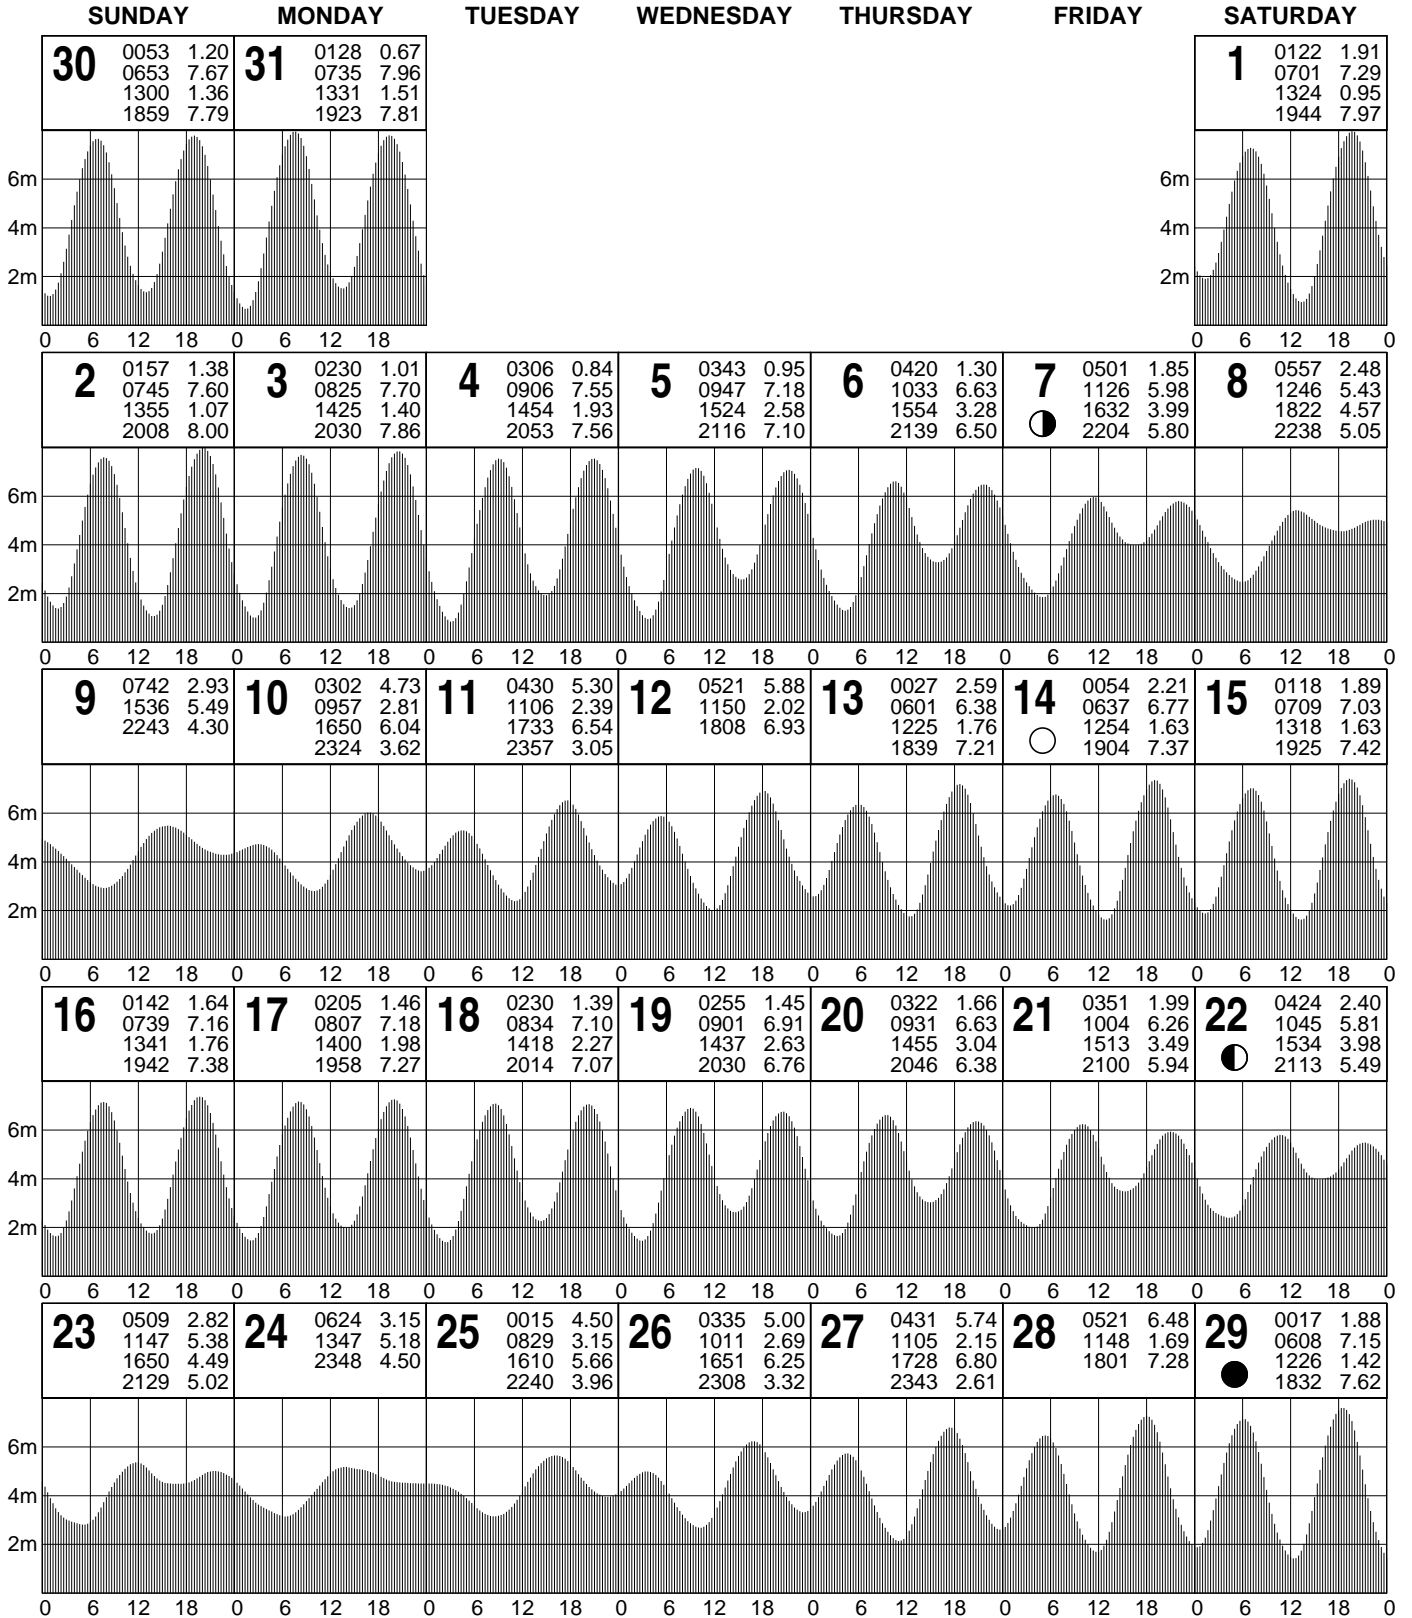 SUNDAY MONDAY TUESDAY WEDNESDAY THURSDAY FRIDAY SATURDAY
30 0053 1.20
0653 7.67
1300 1.36
1859 7.79
31 0128 0.67
0735 7.96
1331 1.51
1923 7.81
1 0122 1.91
0701 7.29
1324 0.95
1944 7.97
6m 6m
4m 4m
2m 2m
0 6 12 18 0 6 12 18 0 6 12 18 0
2 0157 1.38
0745 7.60
1355 1.07
2008 8.00
3 0230 1.01
0825 7.70
1425 1.40
2030 7.86
4 0306 0.84
0906 7.55
1454 1.93
2053 7.56
5 0343 0.95
0947 7.18
1524 2.58
2116 7.10
6 0420 1.30
1033 6.63
1554 3.28
2139 6.50
7 0501 1.85
1126 5.98
1632 3.99
2204 5.80
8 0557 2.48
1246 5.43
1822 4.57
2238 5.05
6m
4m
2m
0 6 12 18 0 6 12 18 0 6 12 18 0 6 12 18 0 6 12 18 0 6 12 18 0 6 12 18 0
9 0742 2.93
1536 5.49
2243 4.30
10 0302 4.73
0957 2.81
1650 6.04
2324 3.62
11 0430 5.30
1106 2.39
1733 6.54
2357 3.05
12 0521 5.88
1150 2.02
1808 6.93
13 0027 2.59
0601 6.38
1225 1.76
1839 7.21
14 0054 2.21
0637 6.77
1254 1.63
1904 7.37
15 0118 1.89
0709 7.03
1318 1.63
1925 7.42
6m
4m
2m
0 6 12 18 0 6 12 18 0 6 12 18 0 6 12 18 0 6 12 18 0 6 12 18 0 6 12 18 0
16 0142 1.64
0739 7.16
1341 1.76
1942 7.38
17 0205 1.46
0807 7.18
1400 1.98
1958 7.27
18 0230 1.39
0834 7.10
1418 2.27
2014 7.07
19 0255 1.45
0901 6.91
1437 2.63
2030 6.76
20 0322 1.66
0931 6.63
1455 3.04
2046 6.38
21 0351 1.99
1004 6.26
1513 3.49
2100 5.94
22 0424 2.40
1045 5.81
1534 3.98
2113 5.49
6m
4m
2m
0 6 12 18 0 6 12 18 0 6 12 18 0 6 12 18 0 6 12 18 0 6 12 18 0 6 12 18 0
23 0509 2.82
1147 5.38
1650 4.49
2129 5.02
24 0624 3.15
1347 5.18
2348 4.50
25 0015 4.50
0829 3.15
1610 5.66
2240 3.96
26 0335 5.00
1011 2.69
1651 6.25
2308 3.32
27 0431 5.74
1105 2.15
1728 6.80
2343 2.61
28 0521 6.48
1148 1.69
1801 7.28
29 0017 1.88
0608 7.15
1226 1.42
1832 7.62
6m
4m
2m
0 6 12 18 0 6 12 18 0 6 12 18 0 6 12 18 0 6 12 18 0 6 12 18 0 6 12 18 0